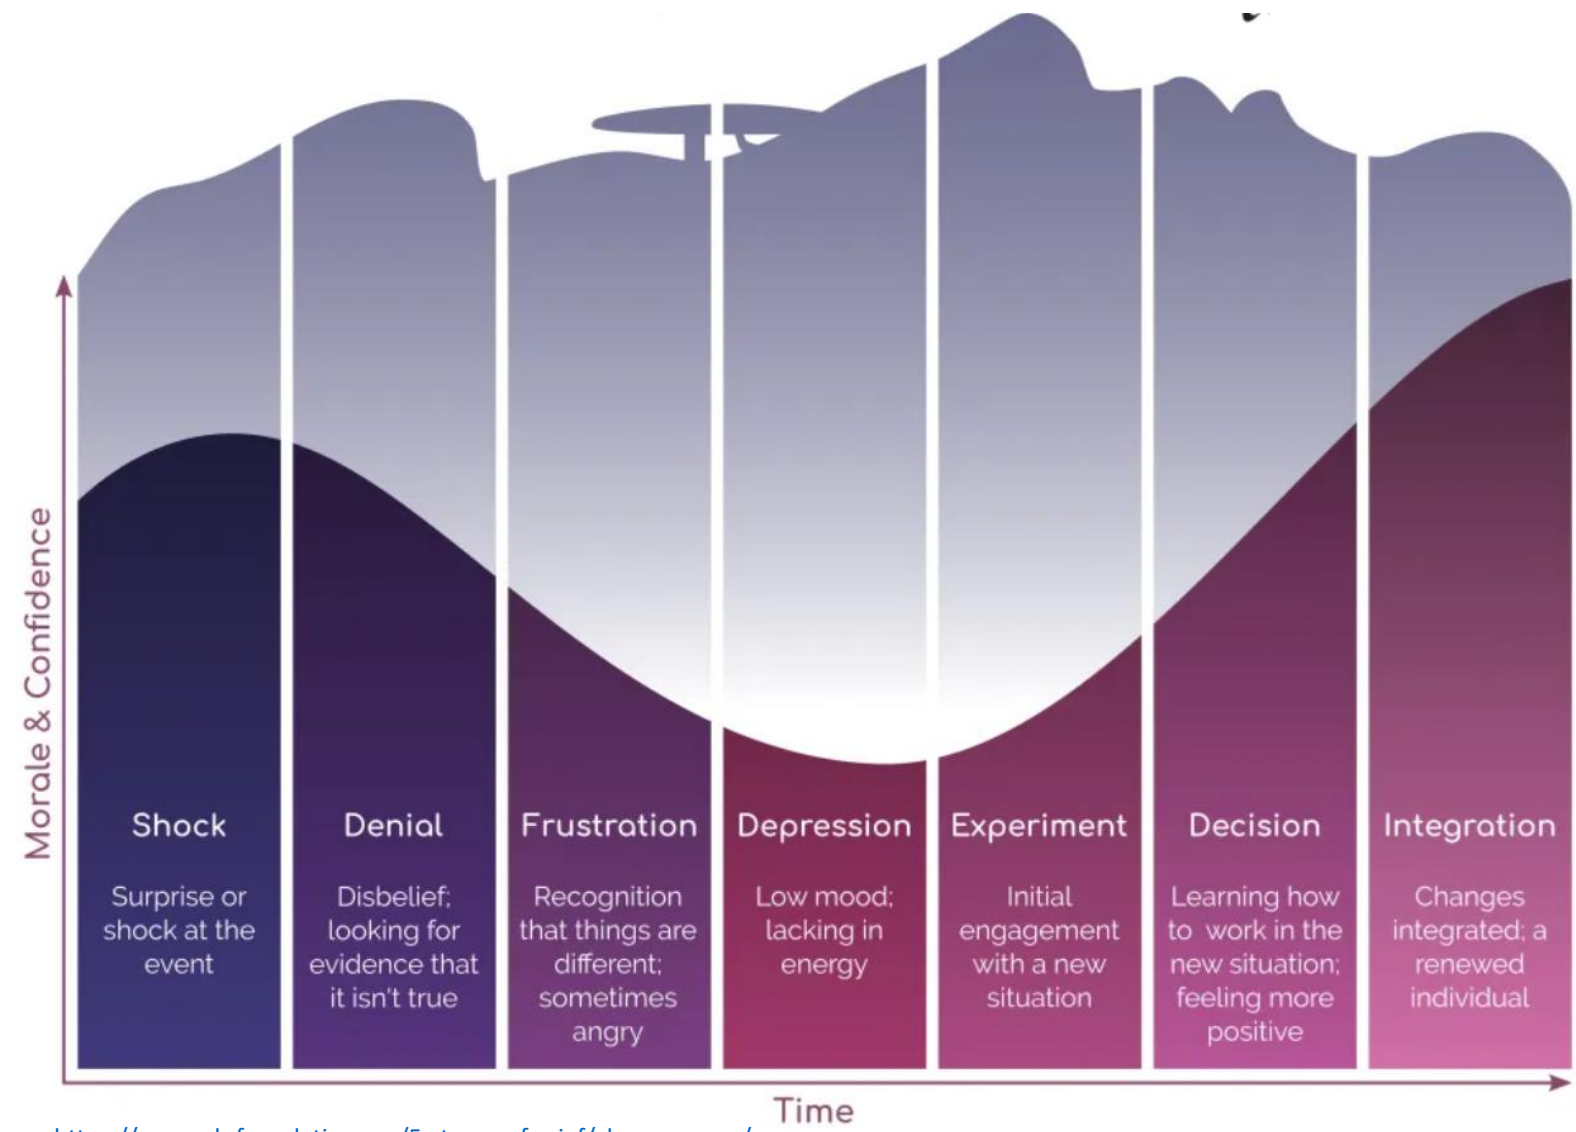 Morale & Confidence
Shock
Surprise or
shock at the
event
Denial
Disbelief;
looking for
evidence that
it isn't true
Frustration
Recognition
that things are
different;
sometimes
angry
Depression
Low mood;
lacking in
energy
Experiment
Initial
engagement
with a new
situation
Decision
Learning how
to work in the
new situation;
feeling more
positive
Integration
Changes
integrated; a
renewed
individual
Time